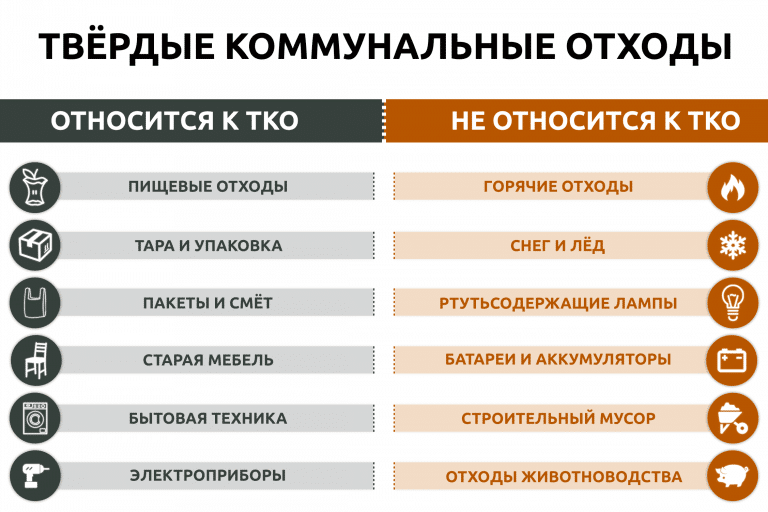 ТВЁРДЫЕ КОММУНАЛЬНЫЕ ОТХОДЫ
ОТНОСИТСЯ К ТКО
НЕ ОТНОСИТСЯ К ТКО
ПИЩЕВЫЕ ОТХОДЫ
ГОРЯЧИЕ ОТХОДЫ
ТАРА И УПАКОВКА
СНЕГ И ЛЁД
ПАКЕТЫ И СМЁТ
РТУТЬСОДЕРЖАЩИЕ ЛАМПЫ
СТАРАЯ МЕБЕЛЬ
БАТАРЕИ И АККУМУЛЯТОРЫ
БЫТОВАЯ ТЕХНИКА
СТРОИТЕЛЬНЫЙ МУСОР
ЭЛЕКТРОПРИБОРЫ
ОТХОДЫ ЖИВОТНОВОДСТВА